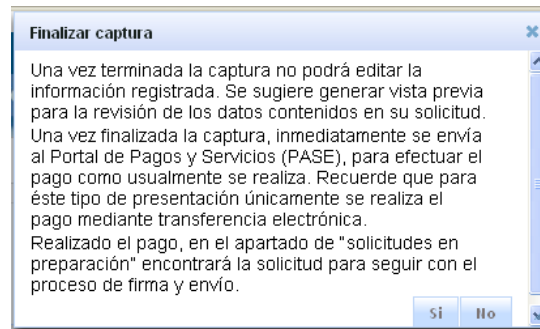 Finalizar captura
Una vez terminada la captura no podrá editar la
información registrada. Se sugiere generar vista previa
para la revisión de los datos contenidos en su solicitud.
Una vez finalizada la captura, inmediatamente se envía
al Portal de Pagos y Servicios (PASE), para efectuar el
pago como usualmente se realiza. Recuerde que para
éste tipo de presentación únicamente se realiza el
pago mediante transferencia electrónica.
Realizado el pago, en el apartado de "solicitudes en
preparación" encontrará la solicitud para seguir con el
proceso de firma y envío.
Si No